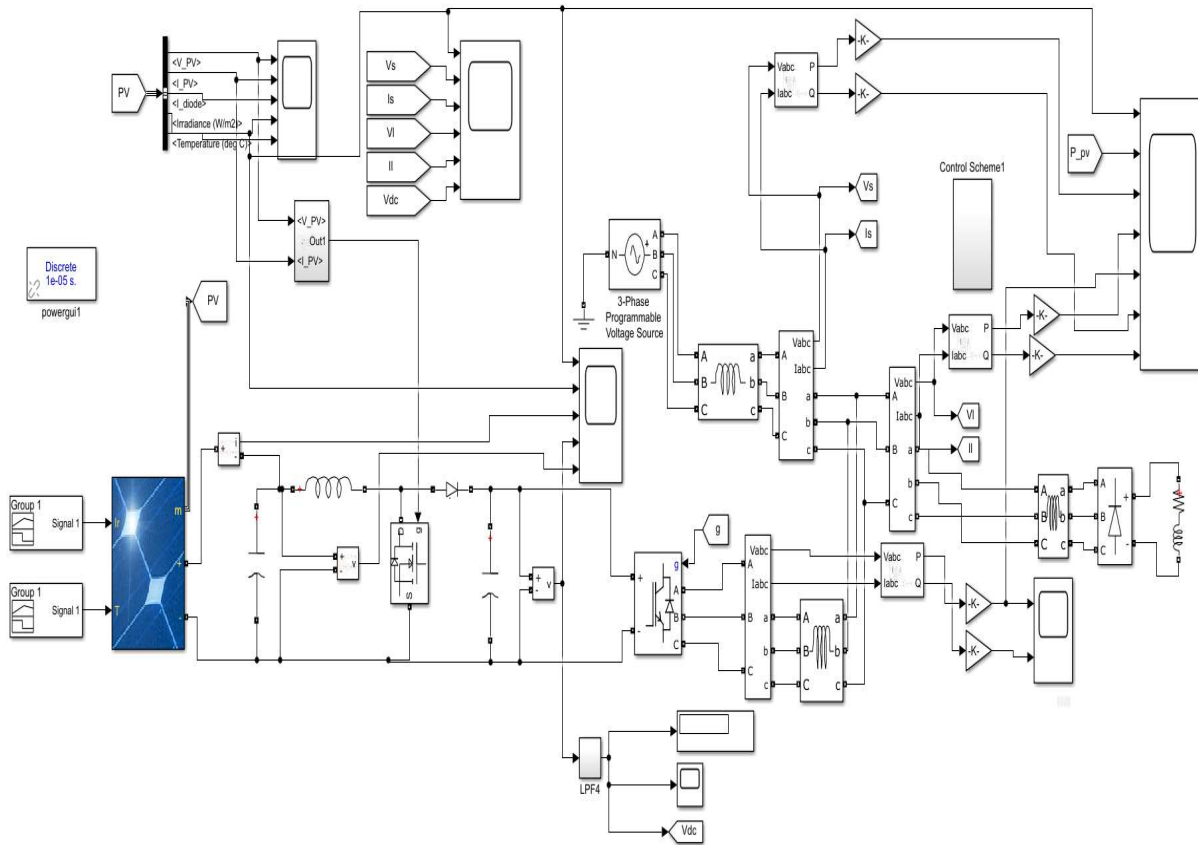 <V_PV>
<I_PV>
<I_diode>
<Irradiance (W/m2)>
<Temperature (deg C)>
PV
Vs
Is
Vl
Il
Vdc
<V_PV>
Out1
<I_PV>
Discrete
1e-05 s.
powergui1
PV
A
N
B
C
3-Phase
Programmable
Voltage Source
Vabc
P
Iabc
Q
-K-
-K-
Vs
Is
P_pv
Control Scheme1
Vabc
P
Iabc
Q
-K-
-K-
Vl
Il
A
a
B
b
C
c
A
Vabc
Iabc
B
a
b
C
c
A
Vabc
Iabc
B
a
b
C
c
A
a
B
b
C
c
A
B
C
+
-
Group 1
Signal 1
Group 1
Signal 1
Ir
T
m
+
-
+
i
-
+
v
-
g
D
S
+
v
-
g
+
g
A
B
-
C
Vabc
A
Iabc
B
a
b
C
c
A
a
B
b
C
c
Vabc
P
Iabc
Q
-K-
-K-
LPF4
Vdc